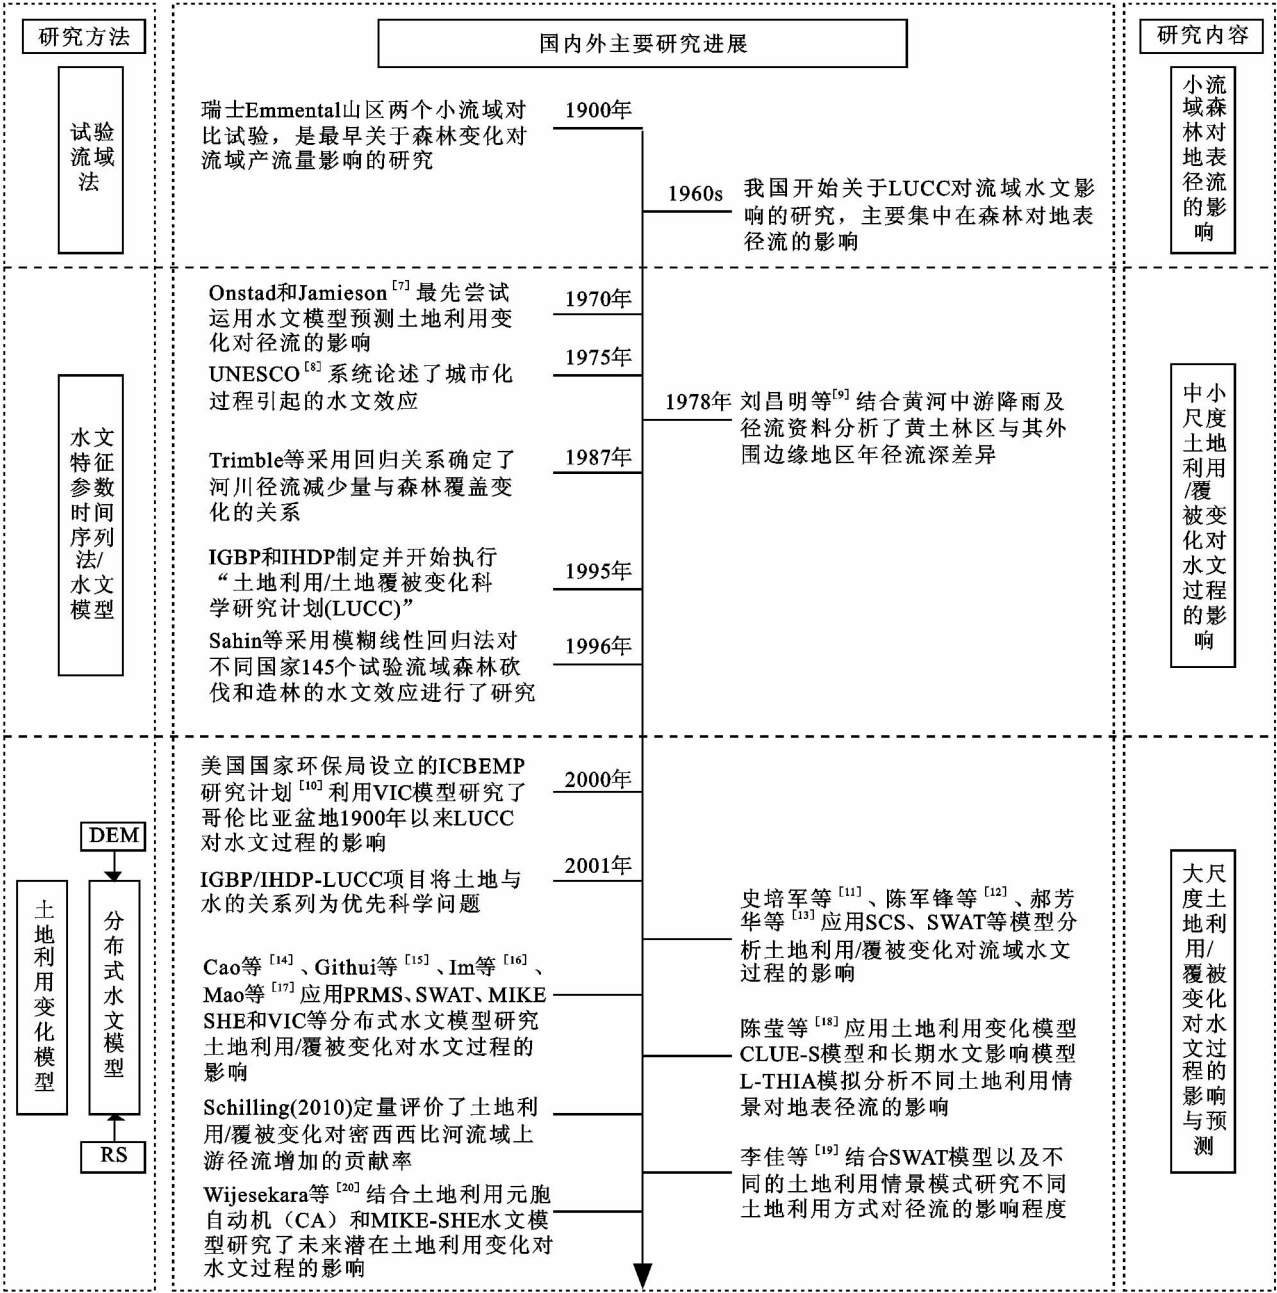 研究方法
国内外主要研究进展
研究内容
试验
流域
法
瑞士Emmental山区两个小流域对
比试验，是最早关于森林变化对
流域产流量影响的研究
1900年
1960s
我国开始关于LUCC对流域水文影
响的研究，主要集中在森林对地表
径流的影响
小流
域森
林对
地表
径流
的影
响
水文
特征
参数
时间
序列
法/
水文
模型
Onstad和Jamieson[7]最先尝试
运用水文模型预测土地利用变
化对径流的影响
1970年
UNESCO[8]系统论述了城市化
过程引起的水文效应
1975年
1978年
刘昌明等[9]结合黄河中游降雨及
径流资料分析了黄土林区与其外
围边缘地区年径流深差异
Trimble等采用回归关系确定了
河川径流减少量与森林覆盖变
化的关系
1987年
IGBP和IHDP制定并开始执行
“土地利用/土地覆被变化科
学研究计划(LUCC)”
1995年
Sahin等采用模糊线性回归法对
不同国家145个试验流域森林砍
伐和造林的水文效应进行了研究
1996年
中小
尺度
土地
利用
/覆
被变
化对
水文
过程
的影
响
DEM
土地利用变化模型
分布式水文模型
RS
美国国家环保局设立的ICBEMP
研究计划[10]利用VIC模型研究了
哥伦比亚盆地1900年以来LUCC
对水文过程的影响
2000年
IGBP/IHDP-LUCC项目将土地与
水的关系列为优先科学问题
2001年
史培军等[11]、陈军锋等[12]、郝芳
华等[13]应用SCS、SWAT等模型分
析土地利用/覆被变化对流域水文
过程的影响
Cao等[14]、Githui等[15]、Im等[16]、
Mao等[17]应用PRMS、SWAT、MIKE
SHE和VIC等分布式水文模型研究
土地利用/覆被变化对水文过程的
影响
陈莹等[18]应用土地利用变化模型
CLUE-S模型和长期水文影响模型
L-THIA模拟分析不同土地利用情
景对地表径流的影响
Schilling(2010)定量评价了土地利
用/覆被变化对密西西比河流域上
游径流增加的贡献率
李佳等[19]结合SWAT模型以及不
同的土地利用情景模式研究不同
土地利用方式对径流的影响程度
Wijesekara等[20]结合土地利用元胞
自动机（CA）和MIKE-SHE水文模
型研究了未来潜在土地利用变化对
水文过程的影响
大尺
度土
地利
用/
覆被
变化
对水
文过
程的
影响
与预
测